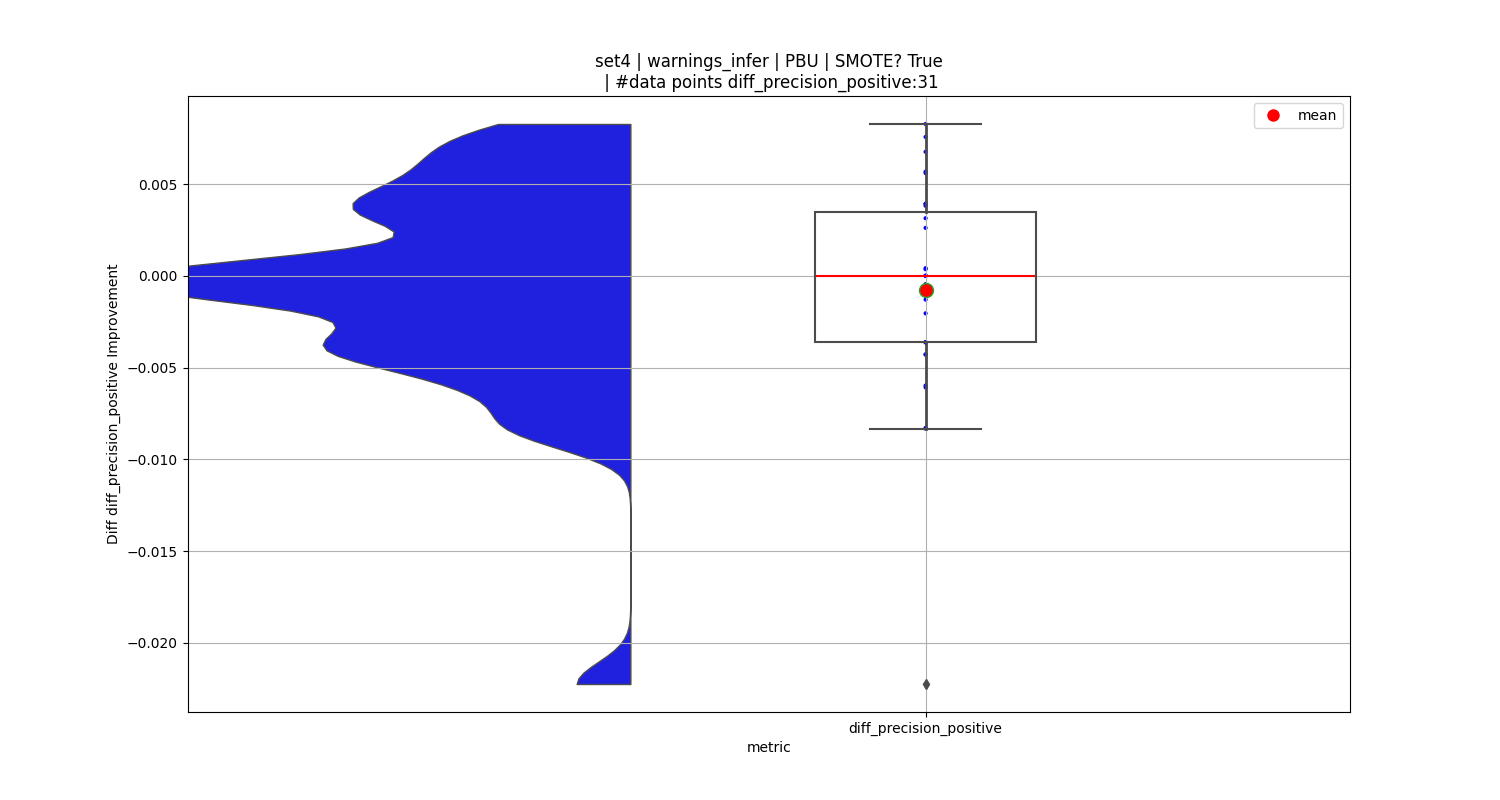 set4 | warnings_infer | PBU | SMOTE? True
| #data points diff_precision_positive:31
mean
0.005
0.000
−0.005
−0.010
−0.015
−0.020
Diff diff_precision_positive Improvement
diff_precision_positive
metric